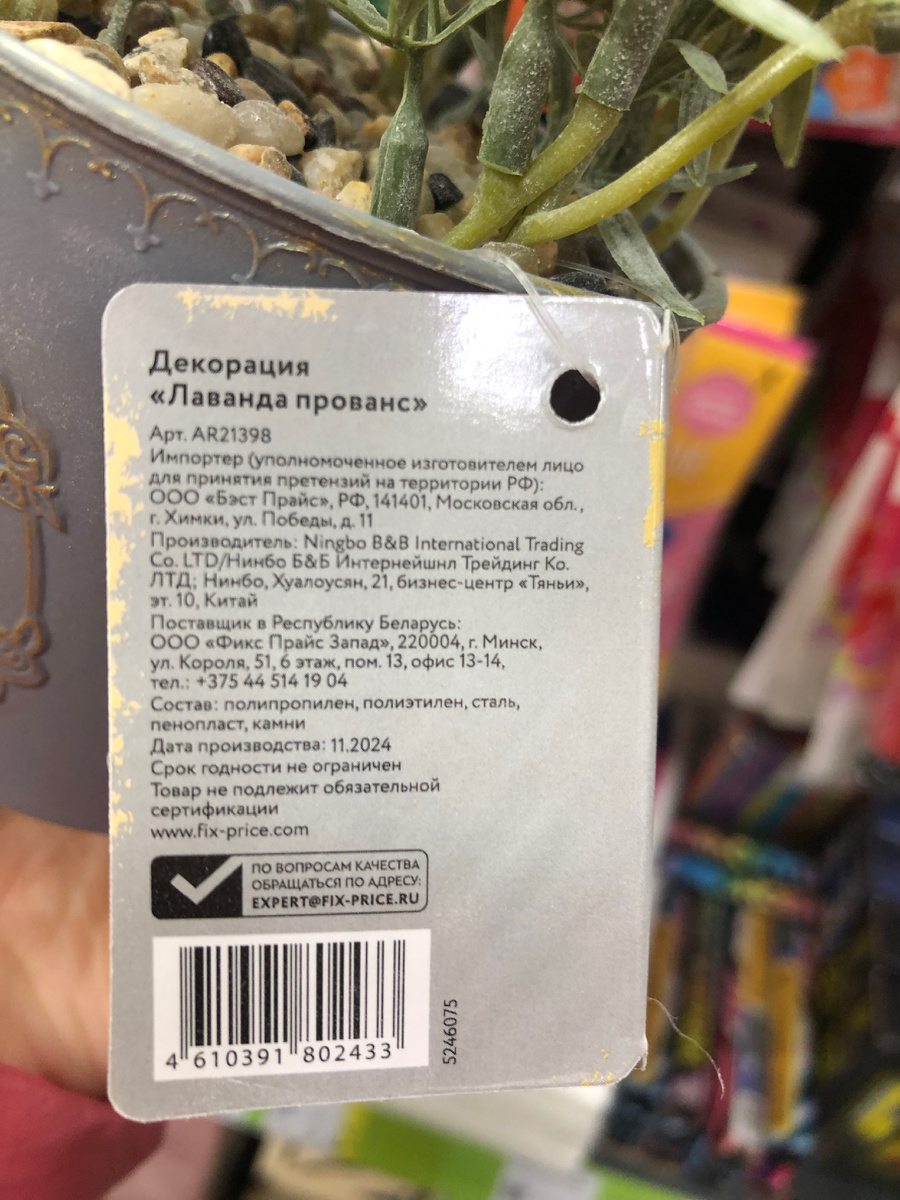 Декорация
«Лаванда прованс»
Арт. AR21398
Импортер (уполномоченное изготовителем лицо
для принятия претензий на территории РФ):
ООО «Бэст Прайс», РФ, 141401, Московская обл.,
г. Химки, ул. Победы, д. 11
Производитель: Ningbo B&B International Trading
Co. LTD/Нинбо Б&Б Интернейшнл Трейдинг Ко.
ЛТД; Нинбо, Хуалоусян, 21, бизнес-центр «Тяньи»,
эт. 10, Китай
Поставщик в Республику Беларусь:
ООО «Фикс Прайс Запад», 220004, г. Минск,
ул. Короля, 51, 6 этаж, пом. 13, офис 13-14,
тел.: +375 44 514 19 04
Состав: полипропилен, полиэтилен, сталь,
пенопласт, камни
Дата производства: 11.2024
Срок годности не ограничен
Товар не подлежит обязательной
сертификации
www.fix-price.com
ПО ВОПРОСАМ КАЧЕСТВА
ОБРАЩАТЬСЯ ПО АДРЕСУ:
EXPERT@FIX-PRICE.RU
4 610391 802433
5246075